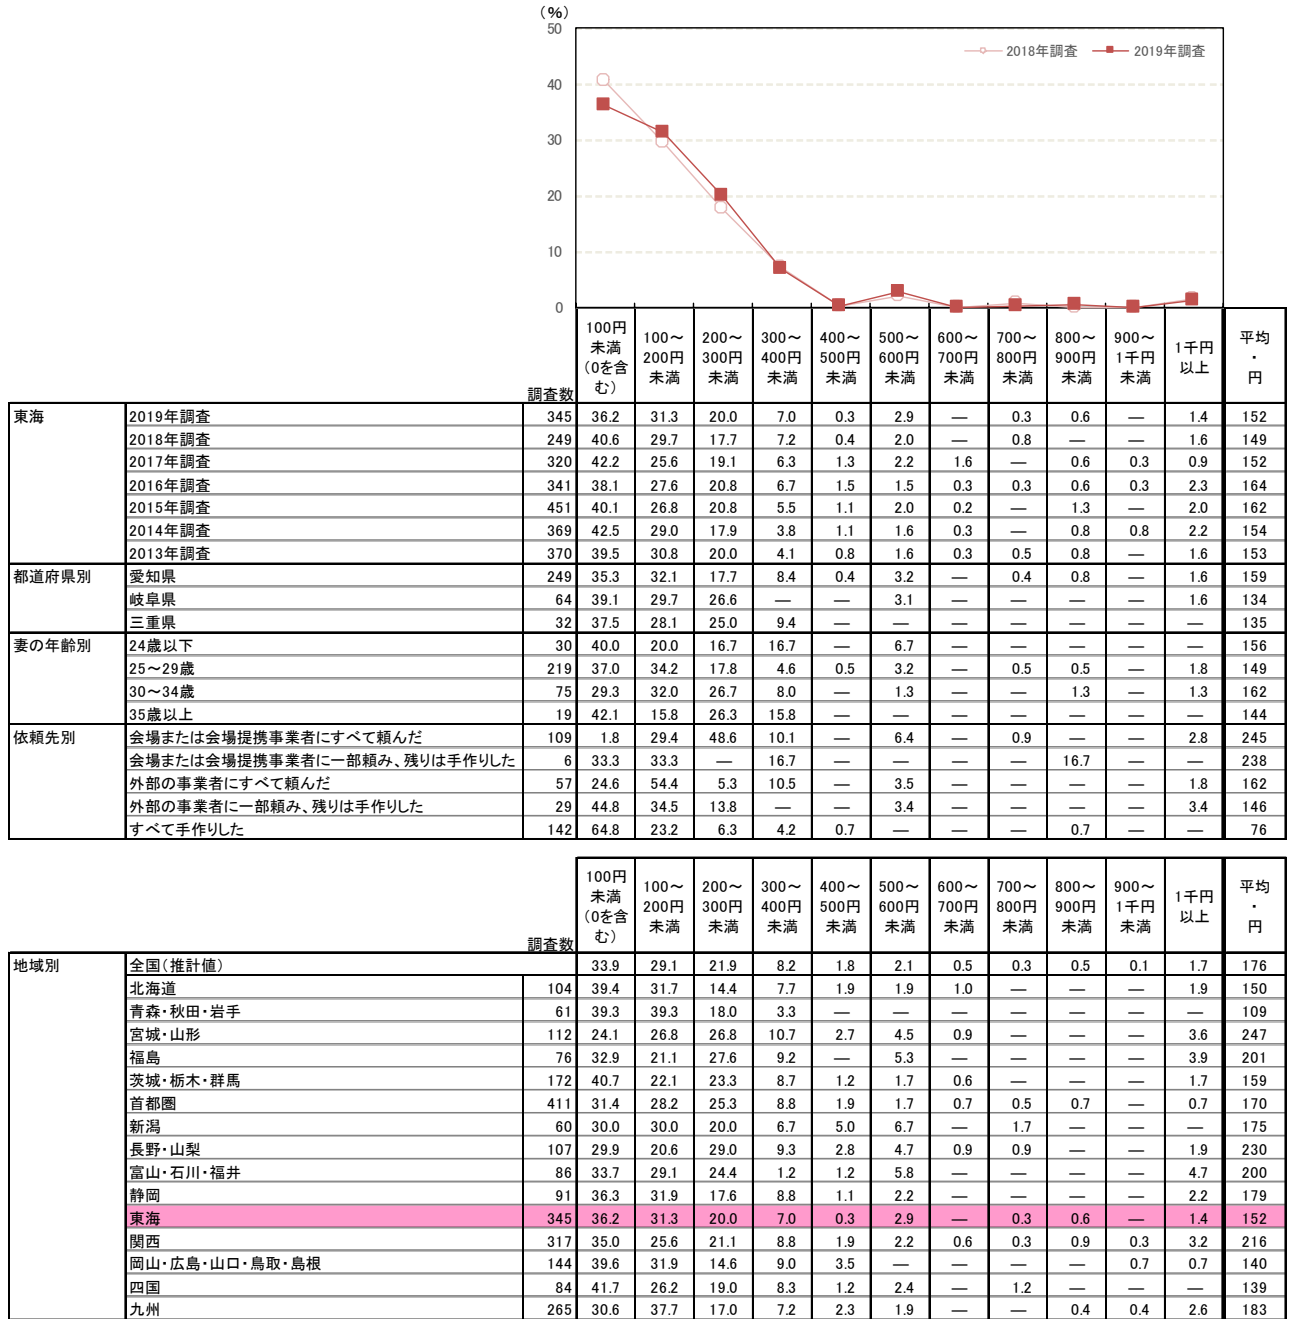 (%)
50
40
30
20
10
0
2018年調査 2019年調査
調査数 100円未満(0を含む) 100～200円未満 200～300円未満 300～400円未満 400～500円未満 500～600円未満 600～700円未満 700～800円未満 800～900円未満 900～1千円未満 1千円以上 平均・円
東海 2019年調査 345 36.2 31.3 20.0 7.0 0.3 2.9 — 0.3 0.6 — 1.4 152
2018年調査 249 40.6 29.7 17.7 7.2 0.4 2.0 — 0.8 — — 1.6 149
2017年調査 320 42.2 25.6 19.1 6.3 1.3 2.2 1.6 — 0.6 0.3 0.9 152
2016年調査 341 38.1 27.6 20.8 6.7 1.5 1.5 0.3 0.3 0.6 0.3 2.3 164
2015年調査 451 40.1 26.8 20.8 5.5 1.1 2.0 0.2 — 1.3 — 2.0 162
2014年調査 369 42.5 29.0 17.9 3.8 1.1 1.6 0.3 — 0.8 0.8 2.2 154
2013年調査 370 39.5 30.8 20.0 4.1 0.8 1.6 0.3 0.5 0.8 — 1.6 153
都道府県別 愛知県 249 35.3 32.1 17.7 8.4 0.4 3.2 — 0.4 0.8 — 1.6 159
岐阜県 64 39.1 29.7 26.6 — — 3.1 — — — — 1.6 134
三重県 32 37.5 28.1 25.0 9.4 — — — — — — — 135
妻の年齢別 24歳以下 30 40.0 20.0 16.7 16.7 — 6.7 — — — — — 156
25～29歳 219 37.0 34.2 17.8 4.6 0.5 3.2 — 0.5 0.5 — 1.8 149
30～34歳 75 29.3 32.0 26.7 8.0 — 1.3 — — 1.3 — 1.3 162
35歳以上 19 42.1 15.8 26.3 15.8 — — — — — — — 144
依頼先別 会場または会場提携事業者にすべて頼んだ 109 1.8 29.4 48.6 10.1 — 6.4 — 0.9 — — 2.8 245
会場または会場提携事業者に一部頼み、残りは手作りした 6 33.3 33.3 — 16.7 — — — — 16.7 — — 238
外部の事業者にすべて頼んだ 57 24.6 54.4 5.3 10.5 — 3.5 — — — — 1.8 162
外部の事業者に一部頼み、残りは手作りした 29 44.8 34.5 13.8 — — 3.4 — — — — 3.4 146
すべて手作りした 142 64.8 23.2 6.3 4.2 0.7 — — — 0.7 — — 76
調査数 100円未満(0を含む) 100～200円未満 200～300円未満 300～400円未満 400～500円未満 500～600円未満 600～700円未満 700～800円未満 800～900円未満 900～1千円未満 1千円以上 平均・円
地域別 全国(推計値) 33.9 29.1 21.9 8.2 1.8 2.1 0.5 0.3 0.5 0.1 1.7 176
北海道 104 39.4 31.7 14.4 7.7 1.9 1.9 1.0 — — — 1.9 150
青森・秋田・岩手 61 39.3 39.3 18.0 3.3 — — — — — — — 109
宮城・山形 112 24.1 26.8 26.8 10.7 2.7 4.5 0.9 — — — 3.6 247
福島 76 32.9 21.1 27.6 9.2 — 5.3 — — — — 3.9 201
茨城・栃木・群馬 172 40.7 22.1 23.3 8.7 1.2 1.7 0.6 — — — 1.7 159
首都圏 411 31.4 28.2 25.3 8.8 1.9 1.7 0.7 0.5 0.7 — 0.7 170
新潟 60 30.0 30.0 20.0 6.7 5.0 6.7 — 1.7 — — — 175
長野・山梨 107 29.9 20.6 29.0 9.3 2.8 4.7 0.9 0.9 — — 1.9 230
富山・石川・福井 86 33.7 29.1 24.4 1.2 1.2 5.8 — — — — 4.7 200
静岡 91 36.3 31.9 17.6 8.8 1.1 2.2 — — — — 2.2 179
東海 345 36.2 31.3 20.0 7.0 0.3 2.9 — 0.3 0.6 — 1.4 152
関西 317 35.0 25.6 21.1 8.8 1.9 2.2 0.6 0.3 0.9 0.3 3.2 216
岡山・広島・山口・鳥取・島根 144 39.6 31.9 14.6 9.0 3.5 — — — — 0.7 0.7 140
四国 84 41.7 26.2 19.0 8.3 1.2 2.4 — 1.2 — — — 139
九州 265 30.6 37.7 17.0 7.2 2.3 1.9 — — 0.4 0.4 2.6 183